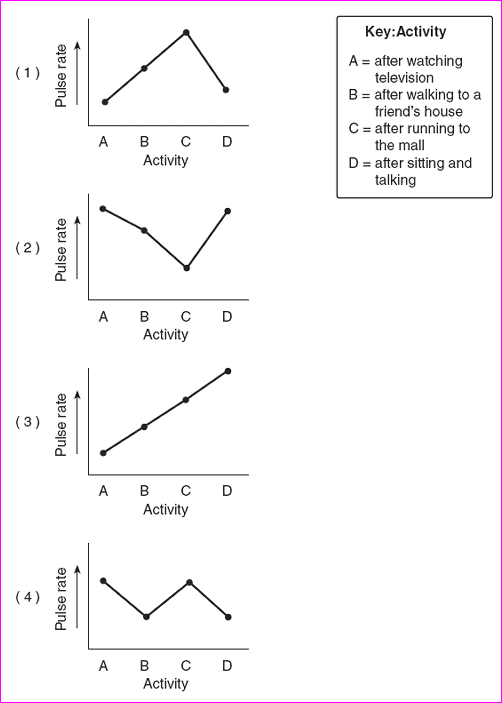 Key:Activity
A = after watching
television
B = after walking to a
friend's house
C = after running to
the mall
D = after sitting and
talking
(1)
Pulse rate
A B C D
Activity
(2)
Pulse rate
A B C D
Activity
(3)
Pulse rate
A B C D
Activity
(4)
Pulse rate
A B C D
Activity